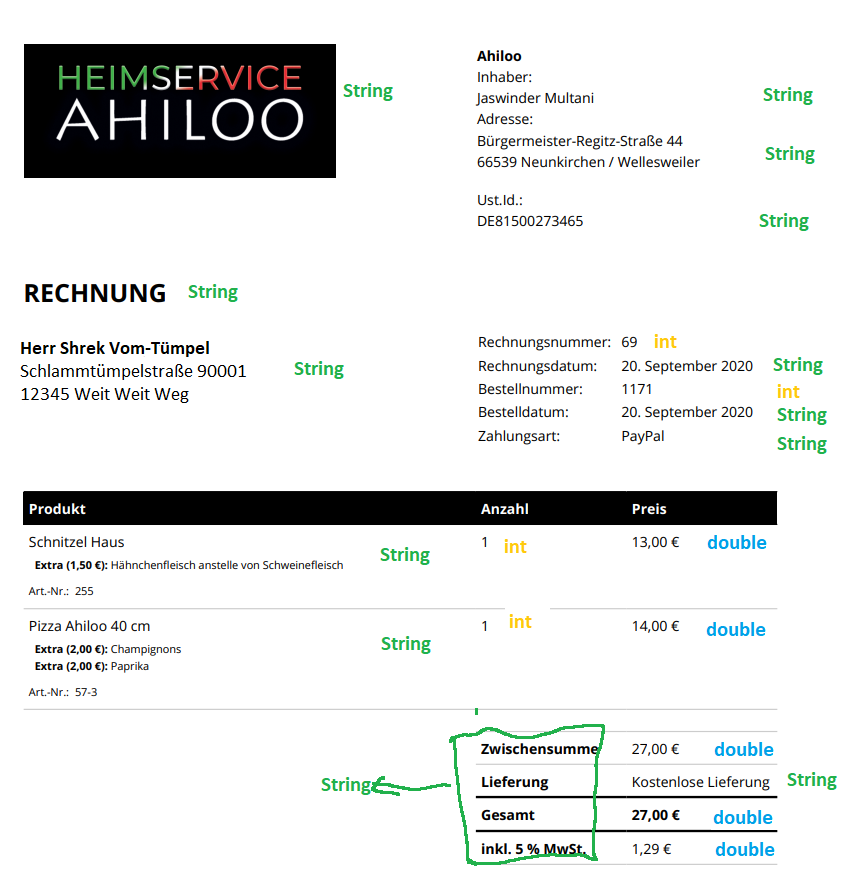 HEIMSERVICE
AHILOO
String
Ahiloo
Inhaber:
Jaswinder Multani
String
Adresse:
Bürgermeister-Regitz-Straße 44
66539 Neunkirchen / Wellesweiler
String
Ust.Id.:
DE81500273465
String
RECHNUNG String
Herr Shrek Vom-Tümpel
Schlammtümpelstraße 90001
12345 Weit Weit Weg
String
Rechnungsnummer: 69 int
Rechnungsdatum: 20. September 2020 String
Bestellnummer: 1171 int
Bestelldatum: 20. September 2020 String
Zahlungsart: PayPal String
Produkt Anzahl Preis
Schnitzel Haus String 1 int 13,00 € double
Extra (1,50 €): Hähnchenfleisch anstelle von Schweinefleisch
Art.-Nr.: 255
Pizza Ahiloo 40 cm String 1 int 14,00 € double
Extra (2,00 €): Champignons
Extra (2,00 €): Paprika
Art.-Nr.: 57-3
Zwischensumme 27,00 € double
String Lieferung Kostenlose Lieferung String
Gesamt 27,00 € double
inkl. 5 % MwSt. 1,29 € double